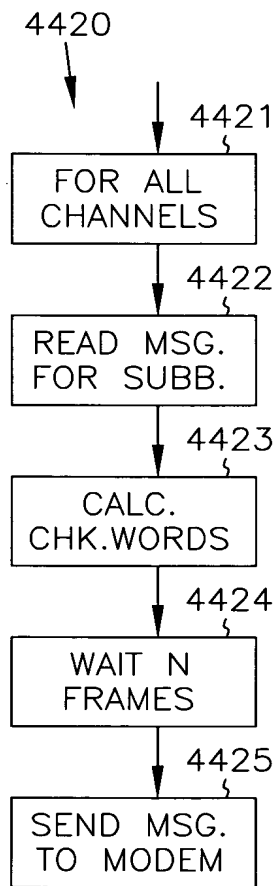 4420
4421
FOR ALL
CHANNELS
4422
READ MSG.
FOR SUBB.
4423
CALC.
CHK.WORDS
4424
WAIT N
FRAMES
4425
SEND MSG.
TO MODEM